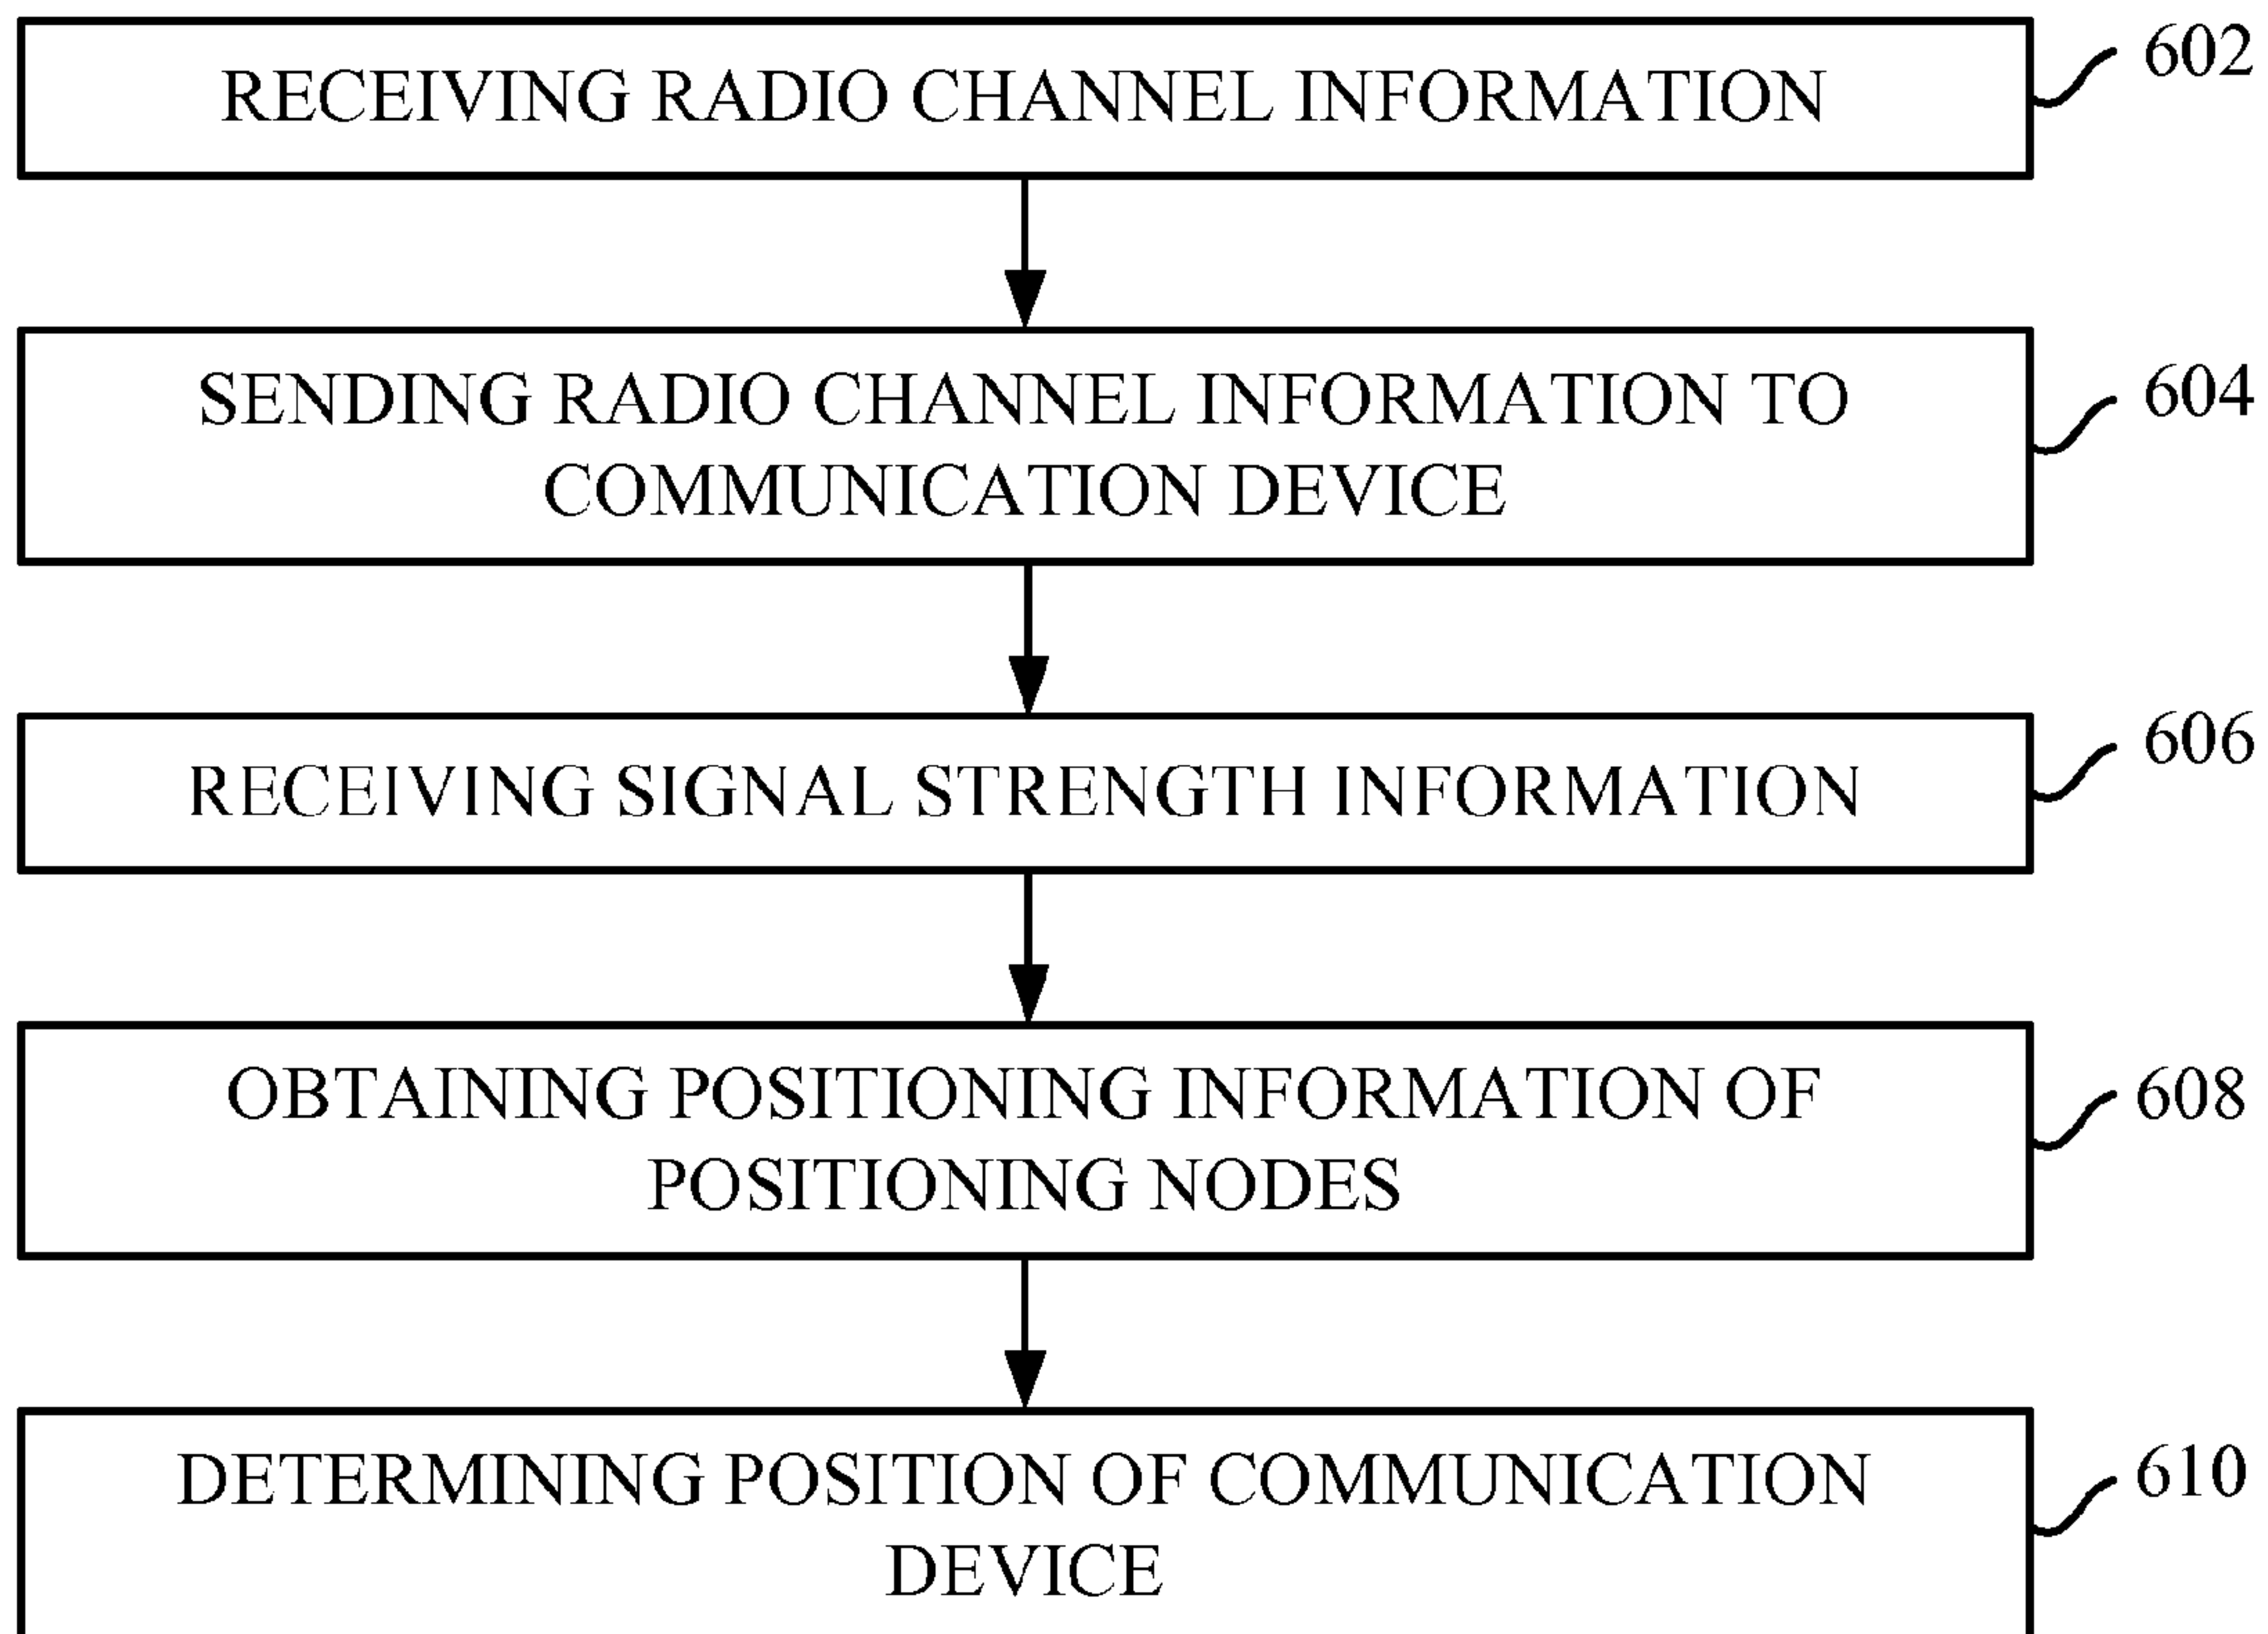 RECEIVING RADIO CHANNEL INFORMATION
602
SENDING RADIO CHANNEL INFORMATION TO
COMMUNICATION DEVICE
604
RECEIVING SIGNAL STRENGTH INFORMATION
606
OBTAINING POSITIONING INFORMATION OF
POSITIONING NODES
608
DETERMINING POSITION OF COMMUNICATION
DEVICE
610